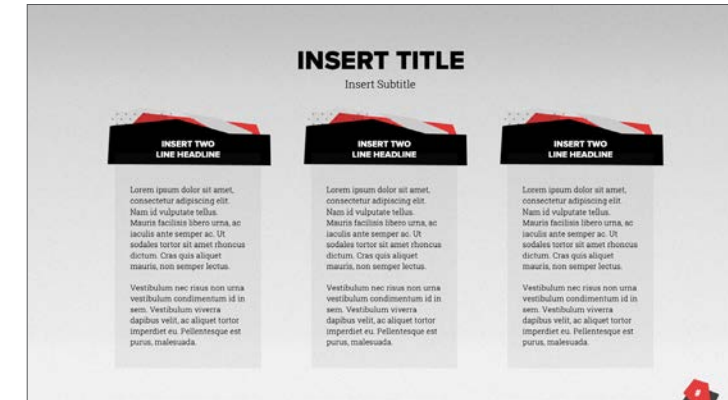 INSERT TITLE
Insert Subtitle
INSERT TWO
LINE HEADLINE
Lorem ipsum dolor sit amet,
consectetur adipiscing elit.
Nam id vulputate tellus.
Mauris facilisis libero urna, ac
iaculis ante semper ac. Ut
sodales tortor sit amet rhoncus
dictum. Cras quis aliquet
mauris, non semper lectus.
Vestibulum nec risus non urna
vestibulum condimentum id in
sem. Vestibulum viverra
dapibus velit, ac aliquet tortor
imperdiet eu. Pellentesque est
purus, malesuada.
INSERT TWO
LINE HEADLINE
Lorem ipsum dolor sit amet,
consectetur adipiscing elit.
Nam id vulputate tellus.
Mauris facilisis libero urna, ac
iaculis ante semper ac. Ut
sodales tortor sit amet rhoncus
dictum. Cras quis aliquet
mauris, non semper lectus.
Vestibulum nec risus non urna
vestibulum condimentum id in
sem. Vestibulum viverra
dapibus velit, ac aliquet tortor
imperdiet eu. Pellentesque est
purus, malesuada.
INSERT TWO
LINE HEADLINE
Lorem ipsum dolor sit amet,
consectetur adipiscing elit.
Nam id vulputate tellus.
Mauris facilisis libero urna, ac
iaculis ante semper ac. Ut
sodales tortor sit amet rhoncus
dictum. Cras quis aliquet
mauris, non semper lectus.
Vestibulum nec risus non urna
vestibulum condimentum id in
sem. Vestibulum viverra
dapibus velit, ac aliquet tortor
imperdiet eu. Pellentesque est
purus, malesuada.
#